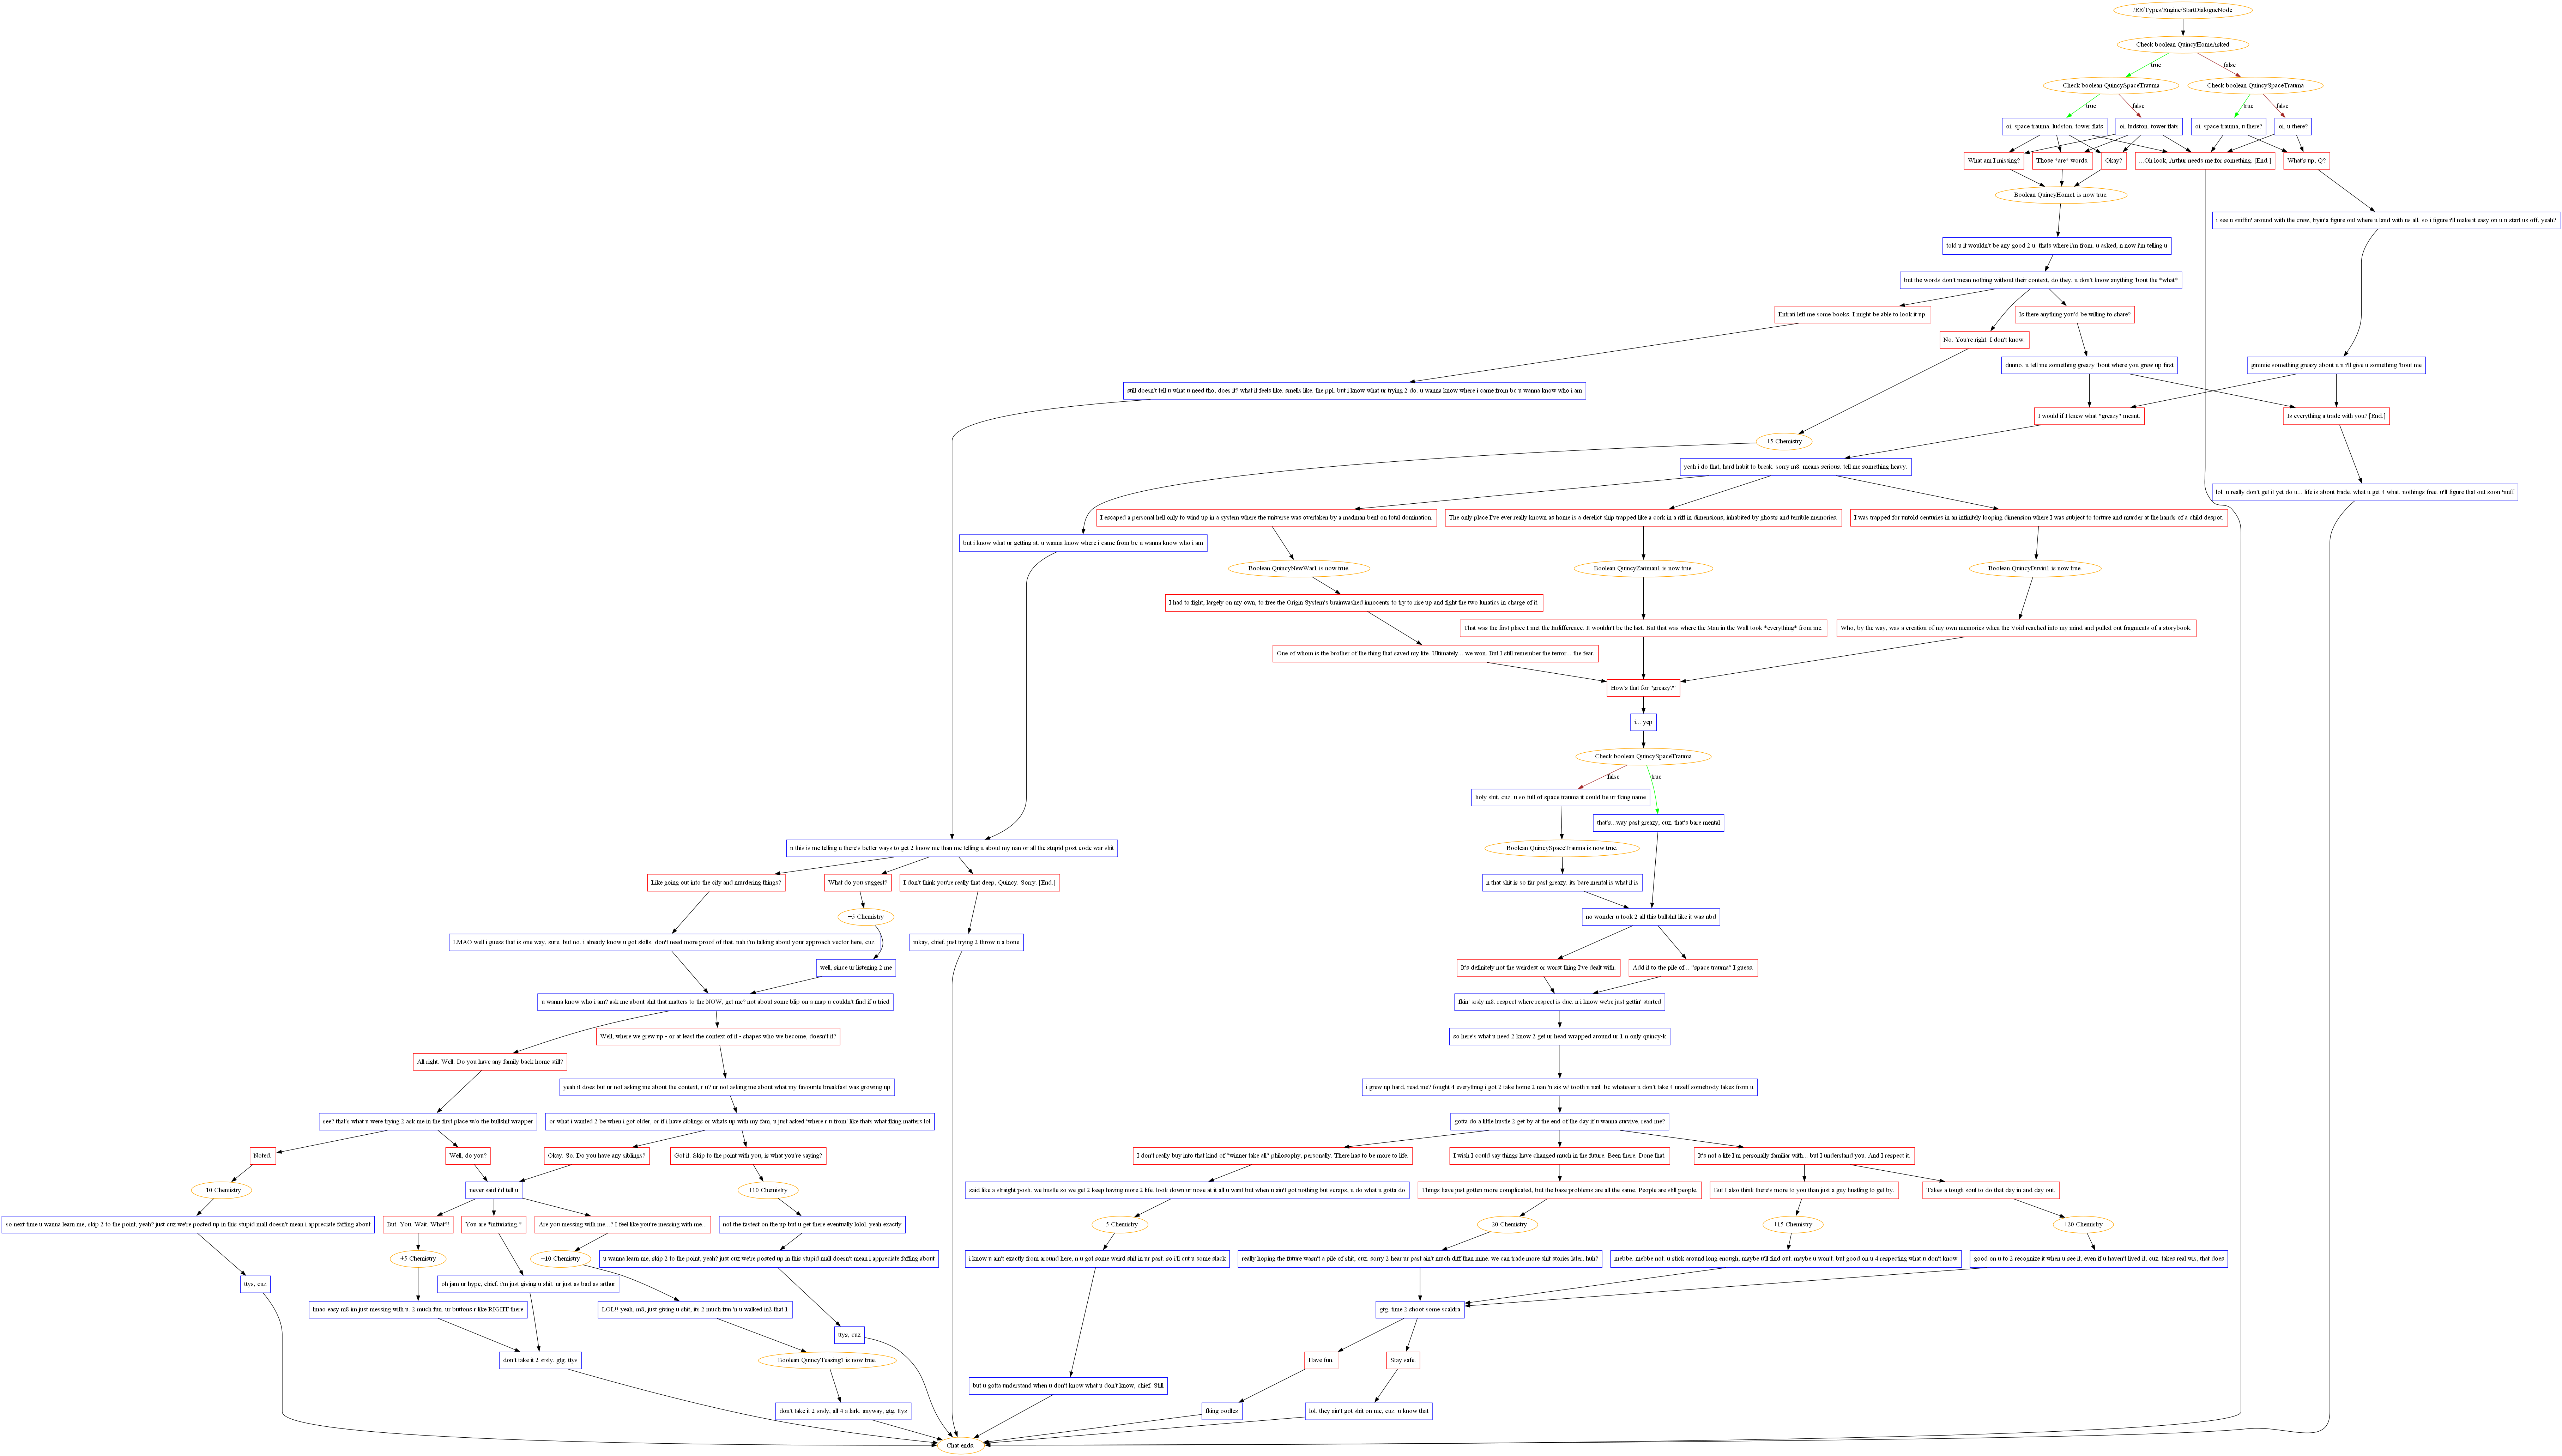 /EE/Types/Engine/StartDialogueNode
Check boolean QuincyHomeAsked
true
false
Check boolean QuincySpaceTrauma
Check boolean QuincySpaceTrauma
true
false
true
false
oi. space trauma. ludston. tower flats
oi. ludston. tower flats
oi. space trauma, u there?
oi, u there?
What am I missing?
Those *are* words.
Okay?
...Oh look, Arthur needs me for something. [End.]
What's up, Q?
Boolean QuincyHome1 is now true.
i see u sniffin' around with the crew, tryin'a figure out where u land with us all. so i figure i'll make it easy on u n start us off, yeah?
told u it wouldn't be any good 2 u. thats where i'm from. u asked, n now i'm telling u
but the words don't mean nothing without their context, do they. u don't know anything 'bout the *what*
Entrati left me some books. I might be able to look it up.
Is there anything you'd be willing to share?
No. You're right. I don't know.
dunno. u tell me something greazy 'bout where you grew up first
gimmie something greazy about u n i'll give u something 'bout me
still doesn't tell u what u need tho, does it? what it feels like. smells like. the ppl. but i know what ur trying 2 do. u wanna know where i came from bc u wanna know who i am
I would if I knew what "greazy" meant.
Is everything a trade with you? [End.]
+5 Chemistry
yeah i do that, hard habit to break. sorry m8. means serious. tell me something heavy.
lol. u really don't get it yet do u... life is about trade. what u get 4 what. nothings free. u'll figure that out soon 'nuff
I escaped a personal hell only to wind up in a system where the universe was overtaken by a madman bent on total domination.
The only place I've ever really known as home is a derelict ship trapped like a cork in a rift in dimensions, inhabited by ghosts and terrible memories.
I was trapped for untold centuries in an infinitely looping dimension where I was subject to torture and murder at the hands of a child despot.
but i know what ur getting at. u wanna know where i came from bc u wanna know who i am
Boolean QuincyNewWar1 is now true.
Boolean QuincyZariman1 is now true.
Boolean QuincyDuviri1 is now true.
I had to fight, largely on my own, to free the Origin System's brainwashed innocents to try to rise up and fight the two lunatics in charge of it.
That was the first place I met the Indifference. It wouldn't be the last. But that was where the Man in the Wall took *everything* from me.
Who, by the way, was a creation of my own memories when the Void reached into my mind and pulled out fragments of a storybook.
One of whom is the brother of the thing that saved my life. Ultimately... we won. But I still remember the terror... the fear.
How's that for "greazy?"
i... yep
Check boolean QuincySpaceTrauma
false
true
holy shit, cuz. u so full of space trauma it could be ur fking name
that's...way past greazy, cuz. that's bare mental
n this is me telling u there's better ways to get 2 know me than me telling u about my nan or all the stupid post code war shit
Boolean QuincySpaceTrauma is now true.
Like going out into the city and murdering things?
What do you suggest?
I don't think you're really that deep, Quincy. Sorry. [End.]
n that shit is so far past greazy, its bare mental is what it is
+5 Chemistry
no wonder u took 2 all this bullshit like it was nbd
LMAO well i guess that is one way, sure. but no. i already know u got skills. don't need more proof of that. nah i'm talking about your approach vector here, cuz.
mkay, chief. just trying 2 throw u a bone
well, since ur listening 2 me
It's definitely not the weirdest or worst thing I've dealt with.
Add it to the pile of... "space trauma" I guess.
u wanna know who i am? ask me about shit that matters to the NOW, get me? not about some blip on a map u couldn't find if u tried
fkin' srsly m8. respect where respect is due. n i know we're just gettin' started
Well, where we grew up - or at least the context of it - shapes who we become, doesn't it?
so here's what u need 2 know 2 get ur head wrapped around ur 1 n only quincy-k
All right. Well. Do you have any family back home still?
yeah it does but ur not asking me about the context, r u? ur not asking me about what my favourite breakfast was growing up
i grew up hard, read me? fought 4 everything i got 2 take home 2 nan 'n sis w/ tooth n nail. bc whatever u don't take 4 urself somebody takes from u
see? that's what u were trying 2 ask me in the first place w/o the bullshit wrapper
or what i wanted 2 be when i got older, or if i have siblings or whats up with my fam, u just asked 'where r u from' like thats what fking matters lol
gotta do a little hustle 2 get by at the end of the day if u wanna survive, read me?
Noted.
Well, do you?
Okay. So. Do you have any siblings?
Got it. Skip to the point with you, is what you're saying?
I don't really buy into that kind of "winner take all" philosophy, personally. There has to be more to life.
I wish I could say things have changed much in the future. Been there. Done that.
It's not a life I'm personally familiar with... but I understand you. And I respect it.
+10 Chemistry
never said i'd tell u
+10 Chemistry
said like a straight posh. we hustle so we get 2 keep having more 2 life. look down ur nose at it all u want but when u ain't got nothing but scraps, u do what u gotta do
Things have just gotten more complicated, but the base problems are all the same. People are still people.
But I also think there's more to you than just a guy hustling to get by.
Takes a tough soul to do that day in and day out.
so next time u wanna learn me, skip 2 to the point, yeah? just cuz we're posted up in this stupid mall doesn't mean i appreciate faffing about
But. You. Wait. What?!
You are *infuriating.*
Are you messing with me...? I feel like you're messing with me...
not the fastest on the up but u get there eventually lolol. yeah exactly
+5 Chemistry
+20 Chemistry
+15 Chemistry
+20 Chemistry
+5 Chemistry
+10 Chemistry
u wanna learn me, skip 2 to the point, yeah? just cuz we're posted up in this stupid mall doesn't mean i appreciate faffing about
i know u ain't exactly from around here, n u got some weird shit in ur past. so i'll cut u some slack
really hoping the future wasn't a pile of shit, cuz. sorry 2 hear ur past ain't much diff than mine. we can trade more shit stories later, huh?
mebbe. mebbe not. u stick around long enough, maybe u'll find out. maybe u won't. but good on u 4 respecting what u don't know
good on u to 2 recognize it when u see it, even if u haven't lived it, cuz. takes real wis, that does
ttys, cuz
oh jam ur hype, chief. i'm just giving u shit. ur just as bad as arthur
lmao easy m8 im just messing with u. 2 much fun. ur buttons r like RIGHT there
LOL!! yeah, m8, just giving u shit, its 2 much fun 'n u walked in2 that 1
gtg. time 2 shoot some scaldra
ttys, cuz
don't take it 2 srsly. gtg. ttys
Boolean QuincyTeasing1 is now true.
Have fun.
Stay safe.
but u gotta understand when u don't know what u don't know, chief. Still
don't take it 2 srsly, all 4 a lark. anyway, gtg. ttys
fking oodles
lol. they ain't got shit on me, cuz. u know that
Chat ends.